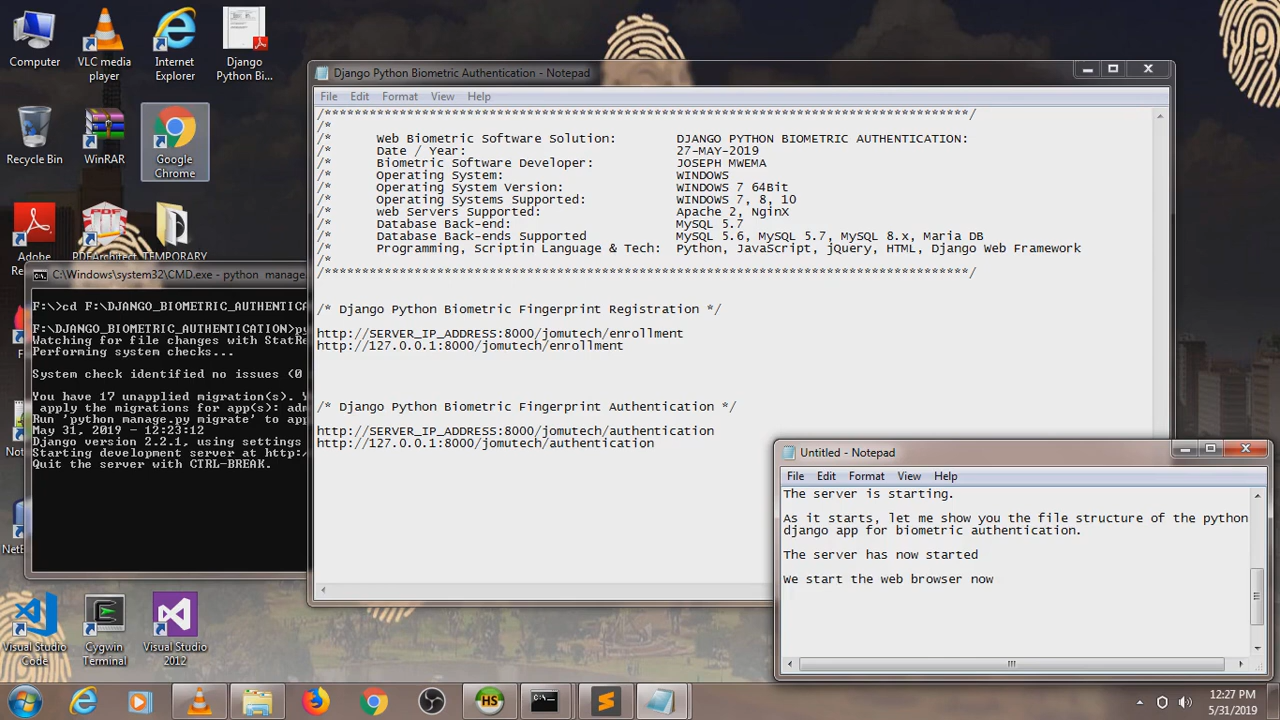 Computer
VLC media
player
Internet
Explorer
Django
Python Bi...
Recycle Bin
WinRAR
Google
Chrome
Adobe
PDFArchitect
TEMPORARY
Django Python Biometric Authentication - Notepad
File Edit Format View Help
/***************************************************************************************/
/*
/* Web Biometric Software Solution: DJANGO PYTHON BIOMETRIC AUTHENTICATION:
/* Date / Year: 27-MAY-2019
/* Biometric Software Developer: JOSEPH MWEMA
/* Operating System: WINDOWS
/* Operating System Version: WINDOWS 7 64Bit
/* Operating Systems Supported: WINDOWS 7, 8, 10
/* web Servers Supported: Apache 2, NginX
/* Database Back-end: MySQL 5.7
/* Database Back-ends Supported MySQL 5.6, MySQL 5.7, MySQL 8.x, Maria DB
/* Programming, Scriptin Language & Tech: Python, JavaScript, jQuery, HTML, Django Web Framework
/*
/***************************************************************************************/
/* Django Python Biometric Fingerprint Registration */
http://SERVER_IP_ADDRESS:8000/jomutech/enrollment
http://127.0.0.1:8000/jomutech/enrollment
/* Django Python Biometric Fingerprint Authentication */
http://SERVER_IP_ADDRESS:8000/jomutech/authentication
http://127.0.0.1:8000/jomutech/authentication
C:\Windows\system32\CMD.exe - python manage.
F:\>cd F:\DJANGO_BIOMETRIC_AUTHENTICA
F:\DJANGO_BIOMETRIC_AUTHENTICATION>py
Watching for file changes with StatRe
Performing system checks...
System check identified no issues (0
You have 17 unapplied migration(s). Y
apply the migrations for app(s): adm
Run 'python manage.py migrate' to app
May 31, 2019 - 12:23:12
Django version 2.2.1, using settings
Starting development server at http:/
Quit the server with CTRL-BREAK.
Untitled - Notepad
File Edit Format View Help
The server is starting.
As it starts, let me show you the file structure of the python
django app for biometric authentication.
The server has now started
We start the web browser now
Visual Studio
Code
Cygwin
Terminal
Visual Studio
2012
HS
12:27 PM
5/31/2019